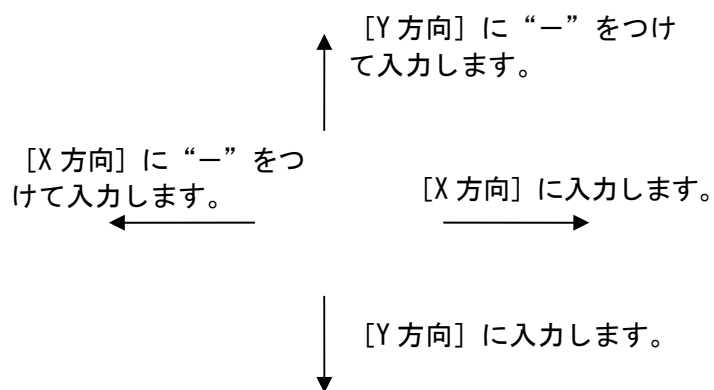 ［Y 方向］に“－”をつけ
て入力します。
［X 方向］に“－”をつ
けて入力します。
［X 方向］に入力します。
［Y 方向］に入力します。